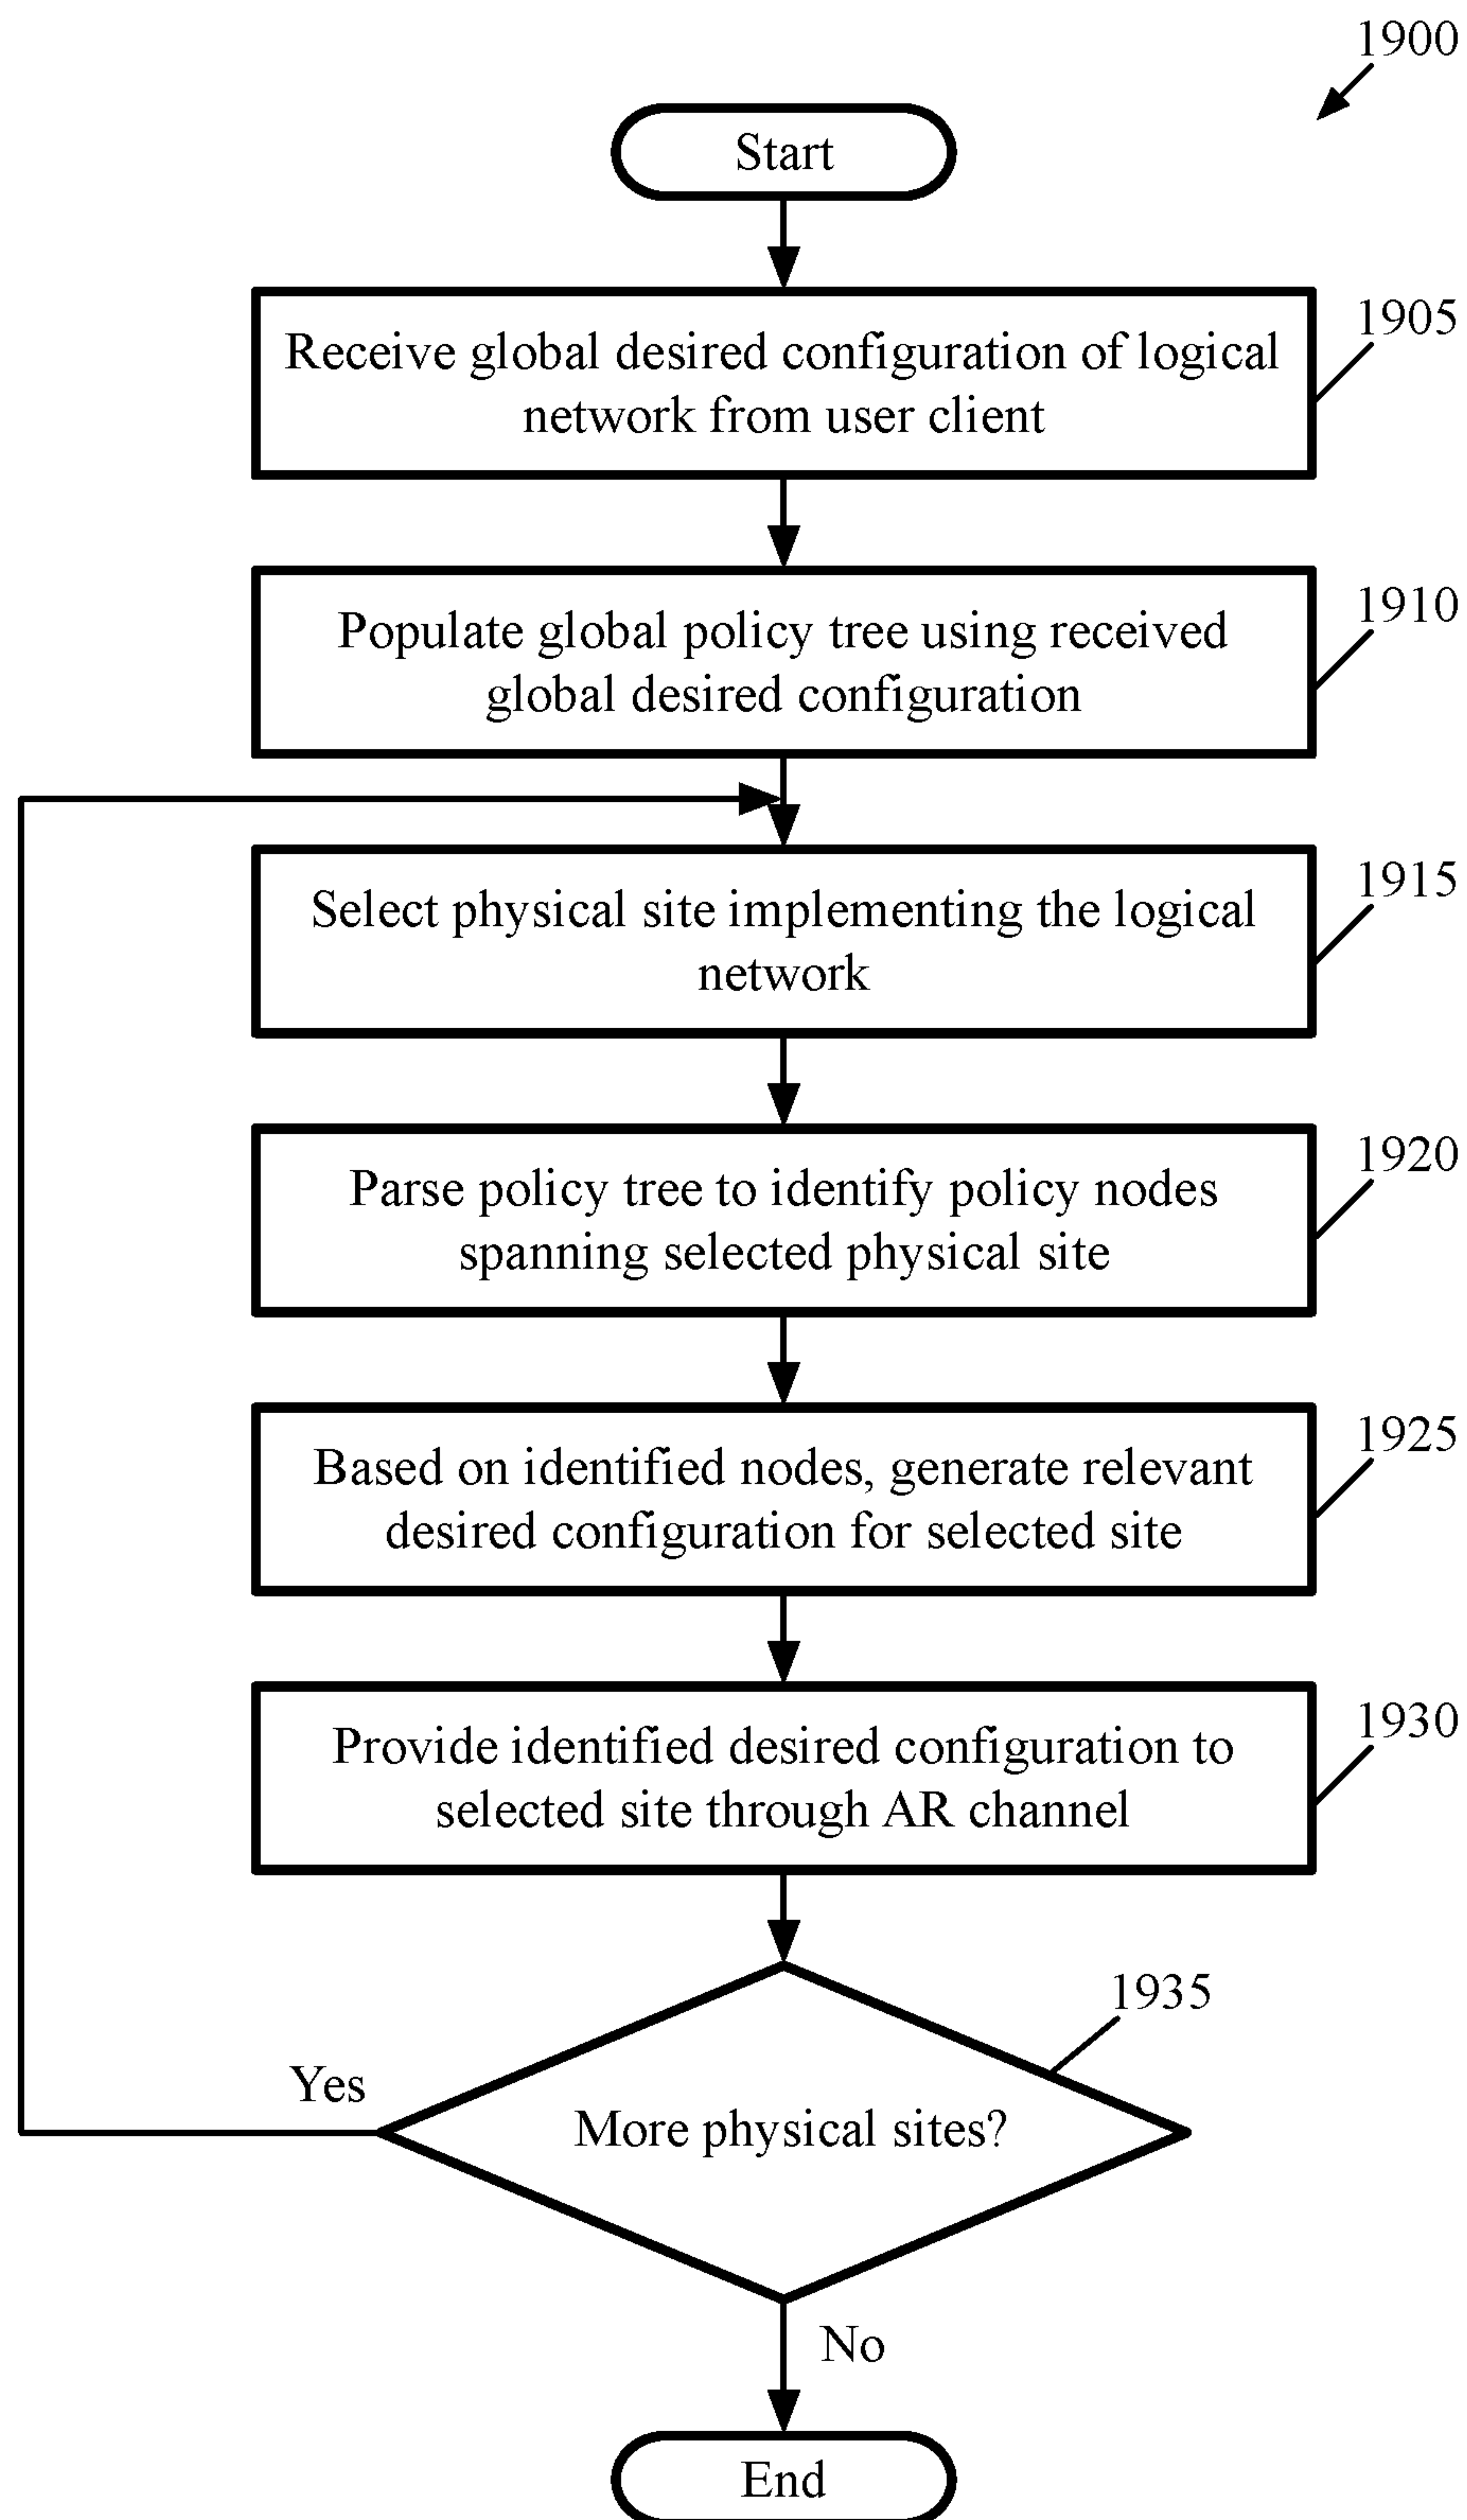 1900
Start
Receive global desired configuration of logical
network from user client
1905
Populate global policy tree using received
global desired configuration
1910
Select physical site implementing the logical
network
1915
Parse policy tree to identify policy nodes
spanning selected physical site
1920
Based on identified nodes, generate relevant
desired configuration for selected site
1925
Provide identified desired configuration to
selected site through AR channel
1930
1935
Yes
More physical sites?
No
End